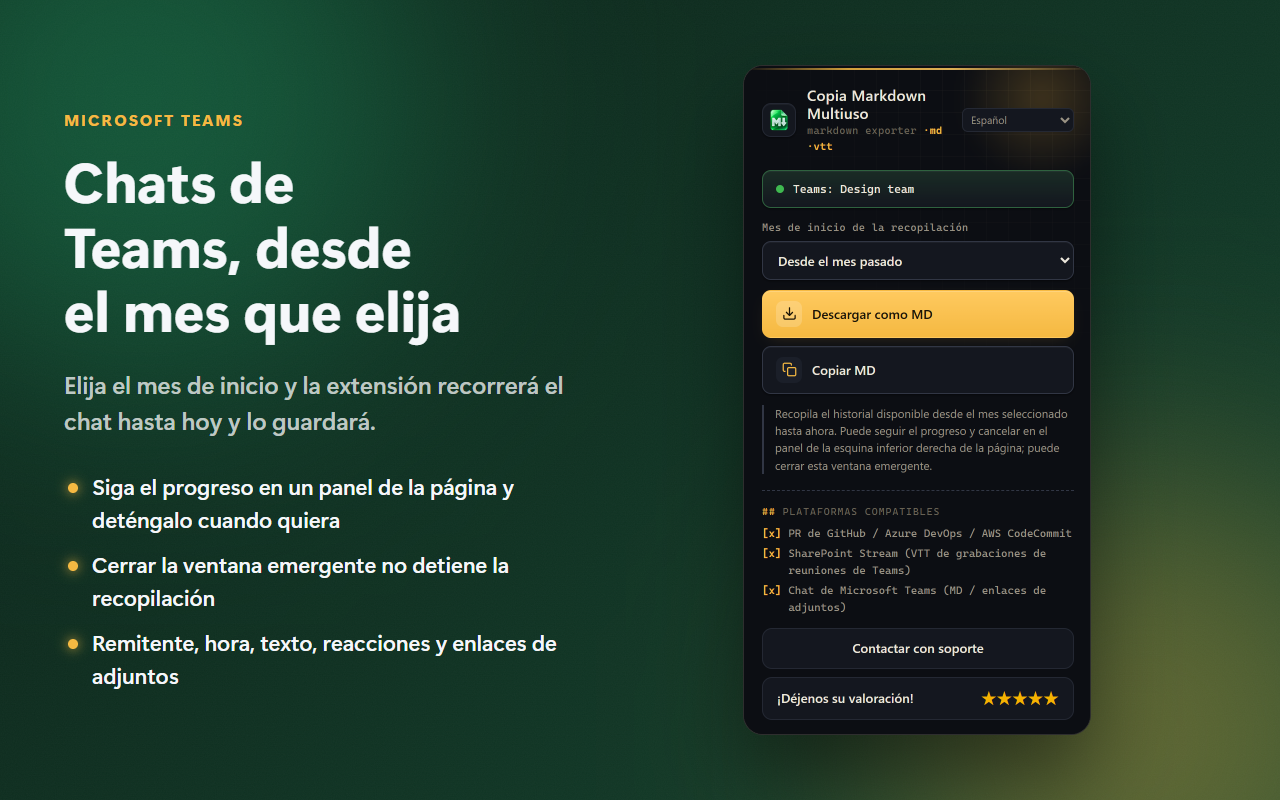 MICROSOFT TEAMS
Chats de
Teams, desde
el mes que elija
Elija el mes de inicio y la extensión recorrerá el
chat hasta hoy y lo guardará.
Siga el progreso en un panel de la página y
deténgalo cuando quiera
Cerrar la ventana emergente no detiene la
recopilación
Remitente, hora, texto, reacciones y enlaces de
adjuntos
Copia Markdown
Multiuso
markdown exporter ·md
·vtt
Español
Teams: Design team
Mes de inicio de la recopilación
Desde el mes pasado
Descargar como MD
Copiar MD
Recopila el historial disponible desde el mes seleccionado
hasta ahora. Puede seguir el progreso y cancelar en el
panel de la esquina inferior derecha de la página; puede
cerrar esta ventana emergente.
## PLATAFORMAS COMPATIBLES
[x] PR de GitHub / Azure DevOps / AWS CodeCommit
[x] SharePoint Stream (VTT de grabaciones de
reuniones de Teams)
[x] Chat de Microsoft Teams (MD / enlaces de
adjuntos)
Contactar con soporte
¡Déjenos su valoración! ★★★★★